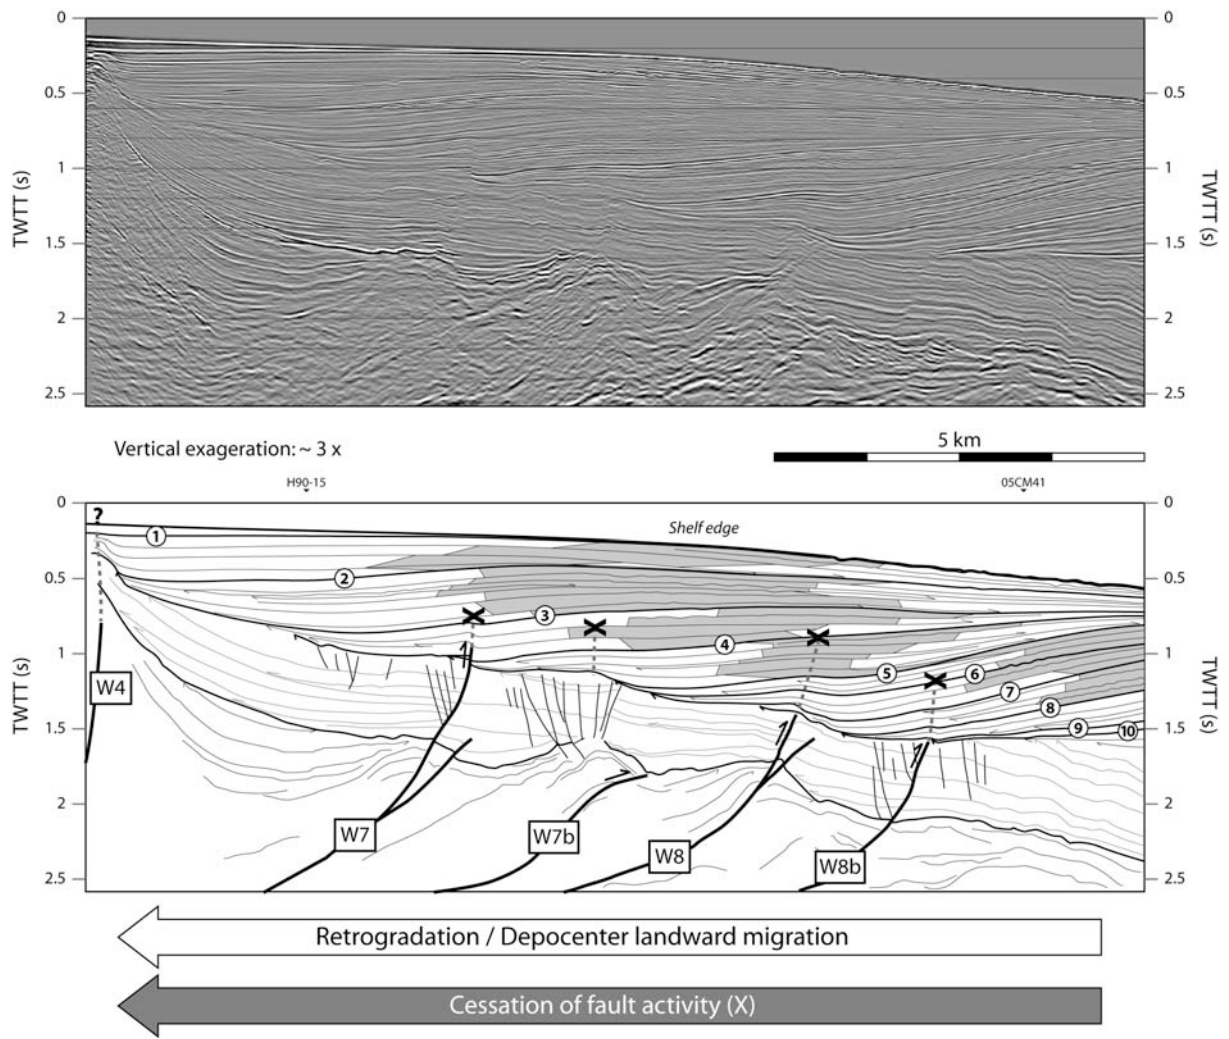 0 0
0.5 0.5
1 1
1.5 1.5
2 2
2.5 2.5
TWTT (s)
TWTT (s)
Vertical exageration: ~ 3 x
5 km
H90-15
05CM41
0 0
0.5 0.5
1 1
1.5 1.5
2 2
2.5 2.5
TWTT (s)
TWTT (s)
?
Shelf edge
1
2
3
X
X
4
X
5
6
X
7
8
9
10
W4
W7
W7b
W8
W8b
Retrogradation / Depocenter landward migration
Cessation of fault activity (X)